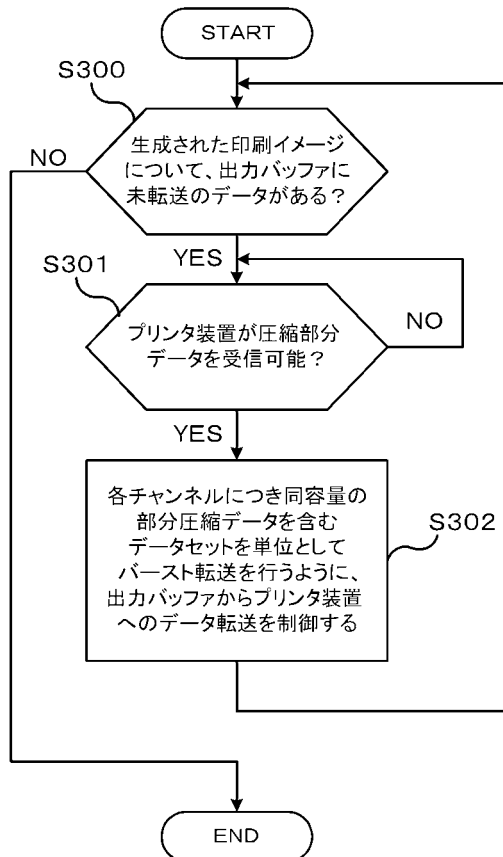 START
S300
生成された印刷イメージ
について、出力バッファに
未転送のデータがある？
NO
YES
S301
プリンタ装置が圧縮部分
データを受信可能？
NO
YES
各チャンネルにつき同容量の
部分圧縮データを含む
データセットを単位として
バースト転送を行うように、
出力バッファからプリンタ装置
へのデータ転送を制御する
S302
END